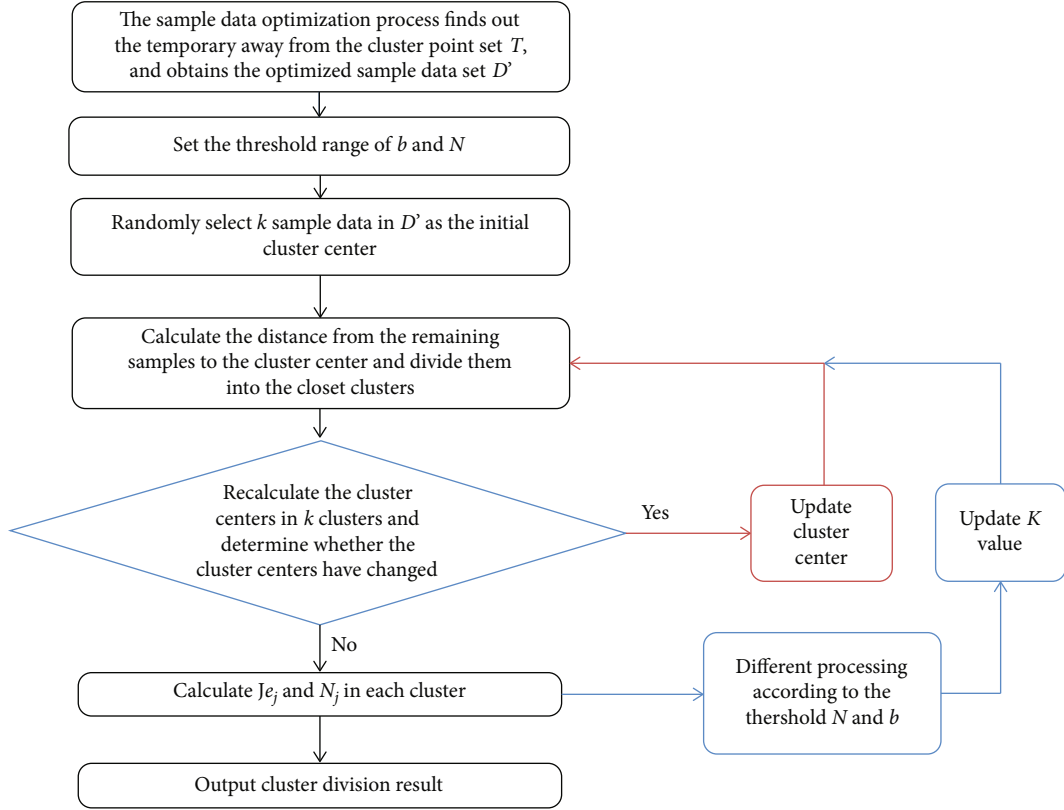 The sample data optimization process finds out
the temporary away from the cluster point set T,
and obtains the optimized sample data set D'
Set the threshold range of b and N
Randomly select k sample data in D' as the initial
cluster center
Calculate the distance from the remaining
samples to the cluster center and divide them
into the closet clusters
Recalculate the cluster
centers in k clusters and
determine whether the
cluster centers have changed
Yes
Update
cluster
center
Update K
value
No
Calculate Jej and Nj in each cluster
Different processing
according to the
thershold N and b
Output cluster division result